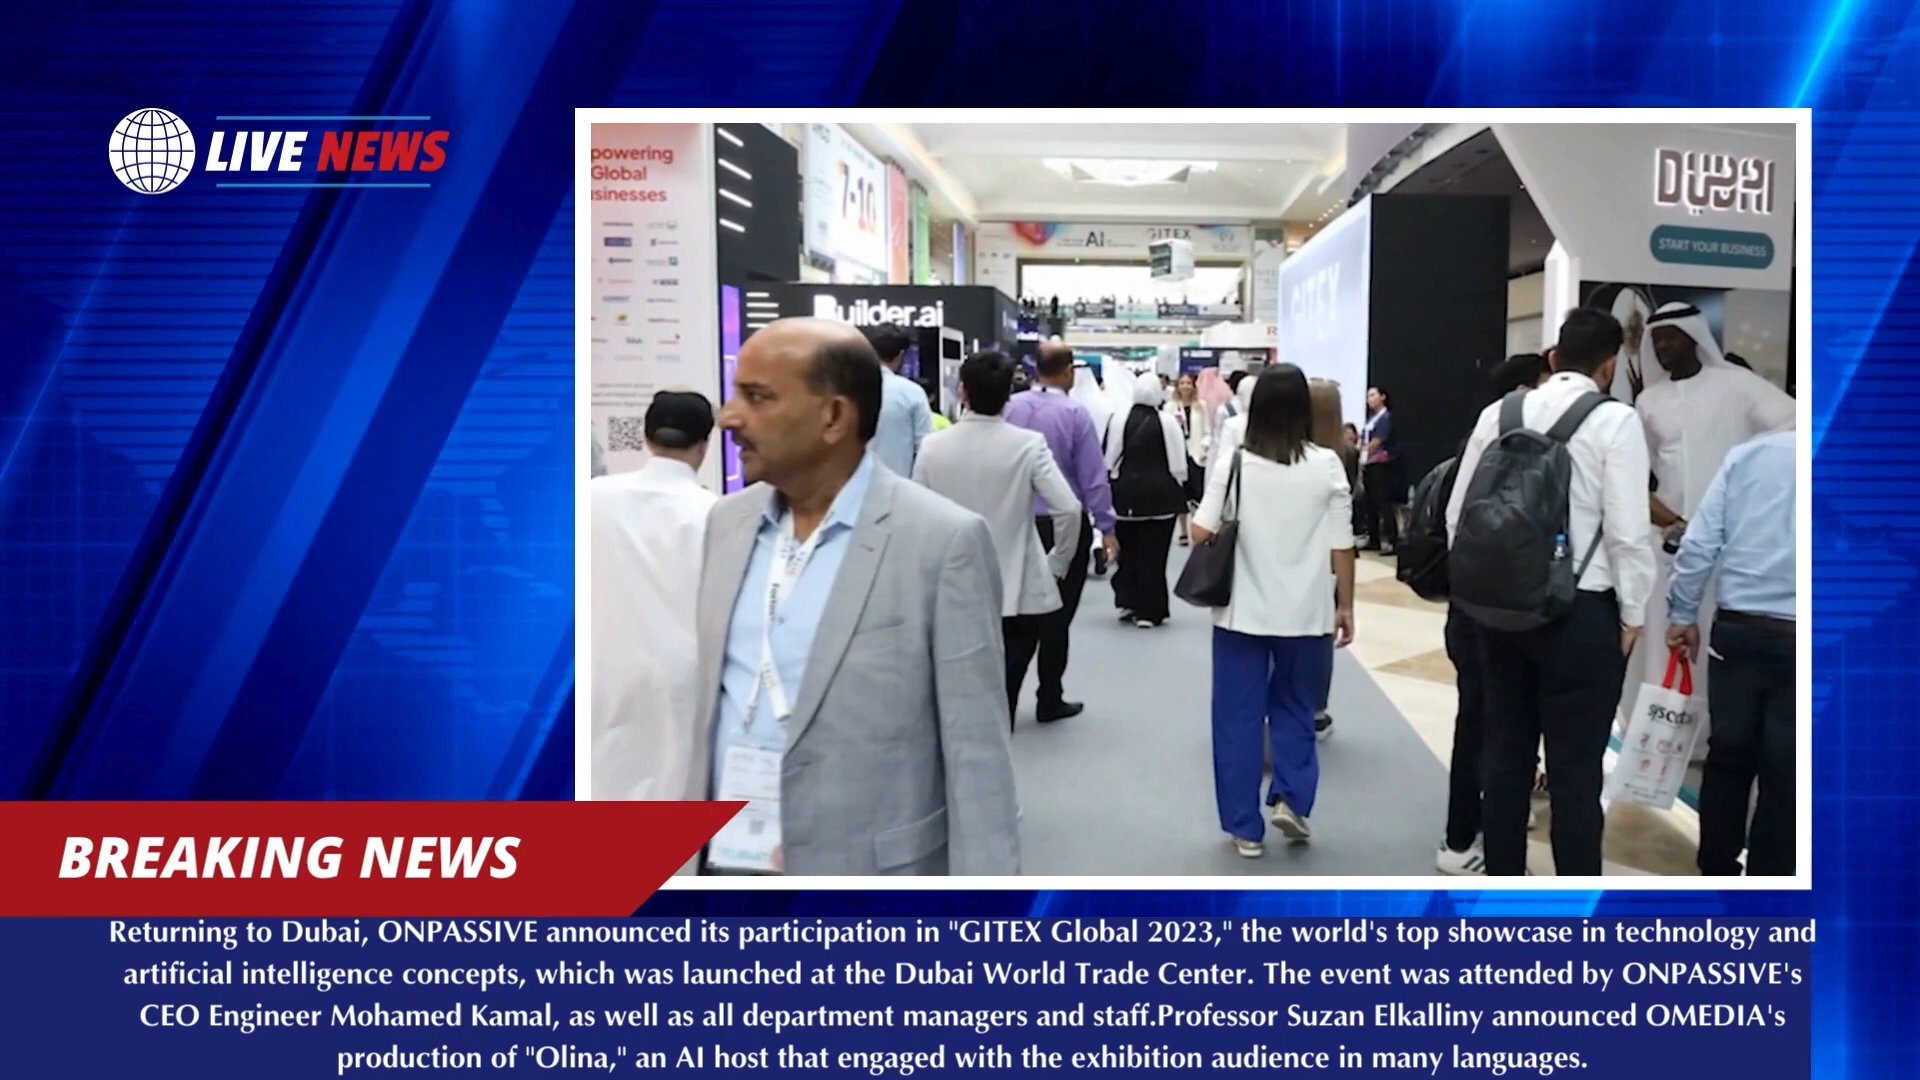 LIVE NEWS
powering
Global
sinesses
7-10
AI
GITEX
Builder.ai
GITEX
DUBAI
START YOUR BUSINESS
BREAKING NEWS
Returning to Dubai, ONPASSIVE announced its participation in "GITEX Global 2023," the world's top showcase in technology and
artificial intelligence concepts, which was launched at the Dubai World Trade Center. The event was attended by ONPASSIVE's
CEO Engineer Mohamed Kamal, as well as all department managers and staff.Professor Suzan Elkalliny announced OMEDIA's
production of "Olina," an AI host that engaged with the exhibition audience in many languages.